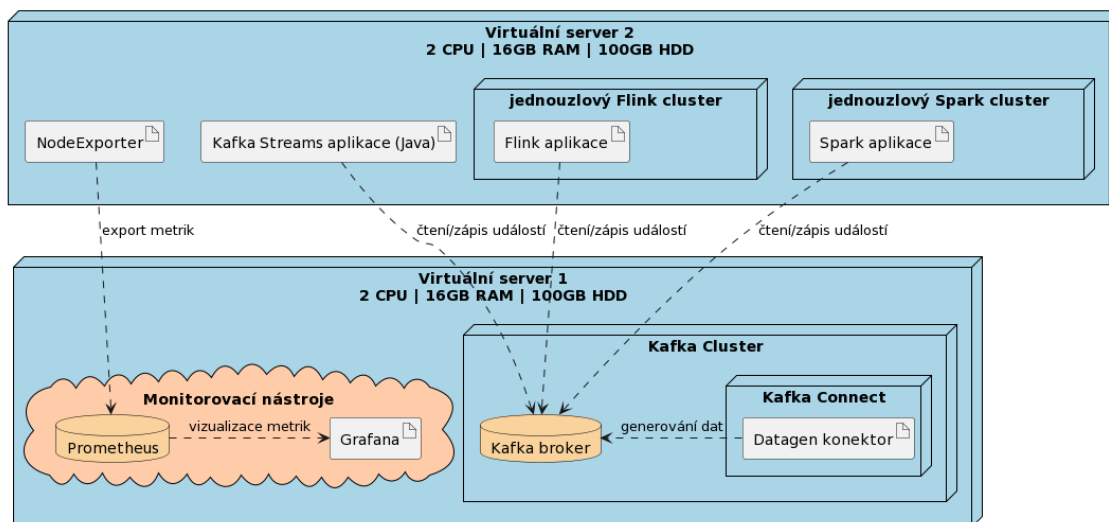 Virtuální server 2
2 CPU | 16GB RAM | 100GB HDD
jednouzlový Flink cluster
jednouzlový Spark cluster
NodeExporter
Kafka Streams aplikace (Java)
Flink aplikace
Spark aplikace
export metrik
čtení/zápis událostí
čtení/zápis událostí
čtení/zápis událostí
Virtuální server 1
2 CPU | 16GB RAM | 100GB HDD
Kafka Cluster
Monitorovací nástroje
Kafka Connect
Prometheus
vizualizace metrik
Grafana
Kafka broker
generování dat
Datagen konektor